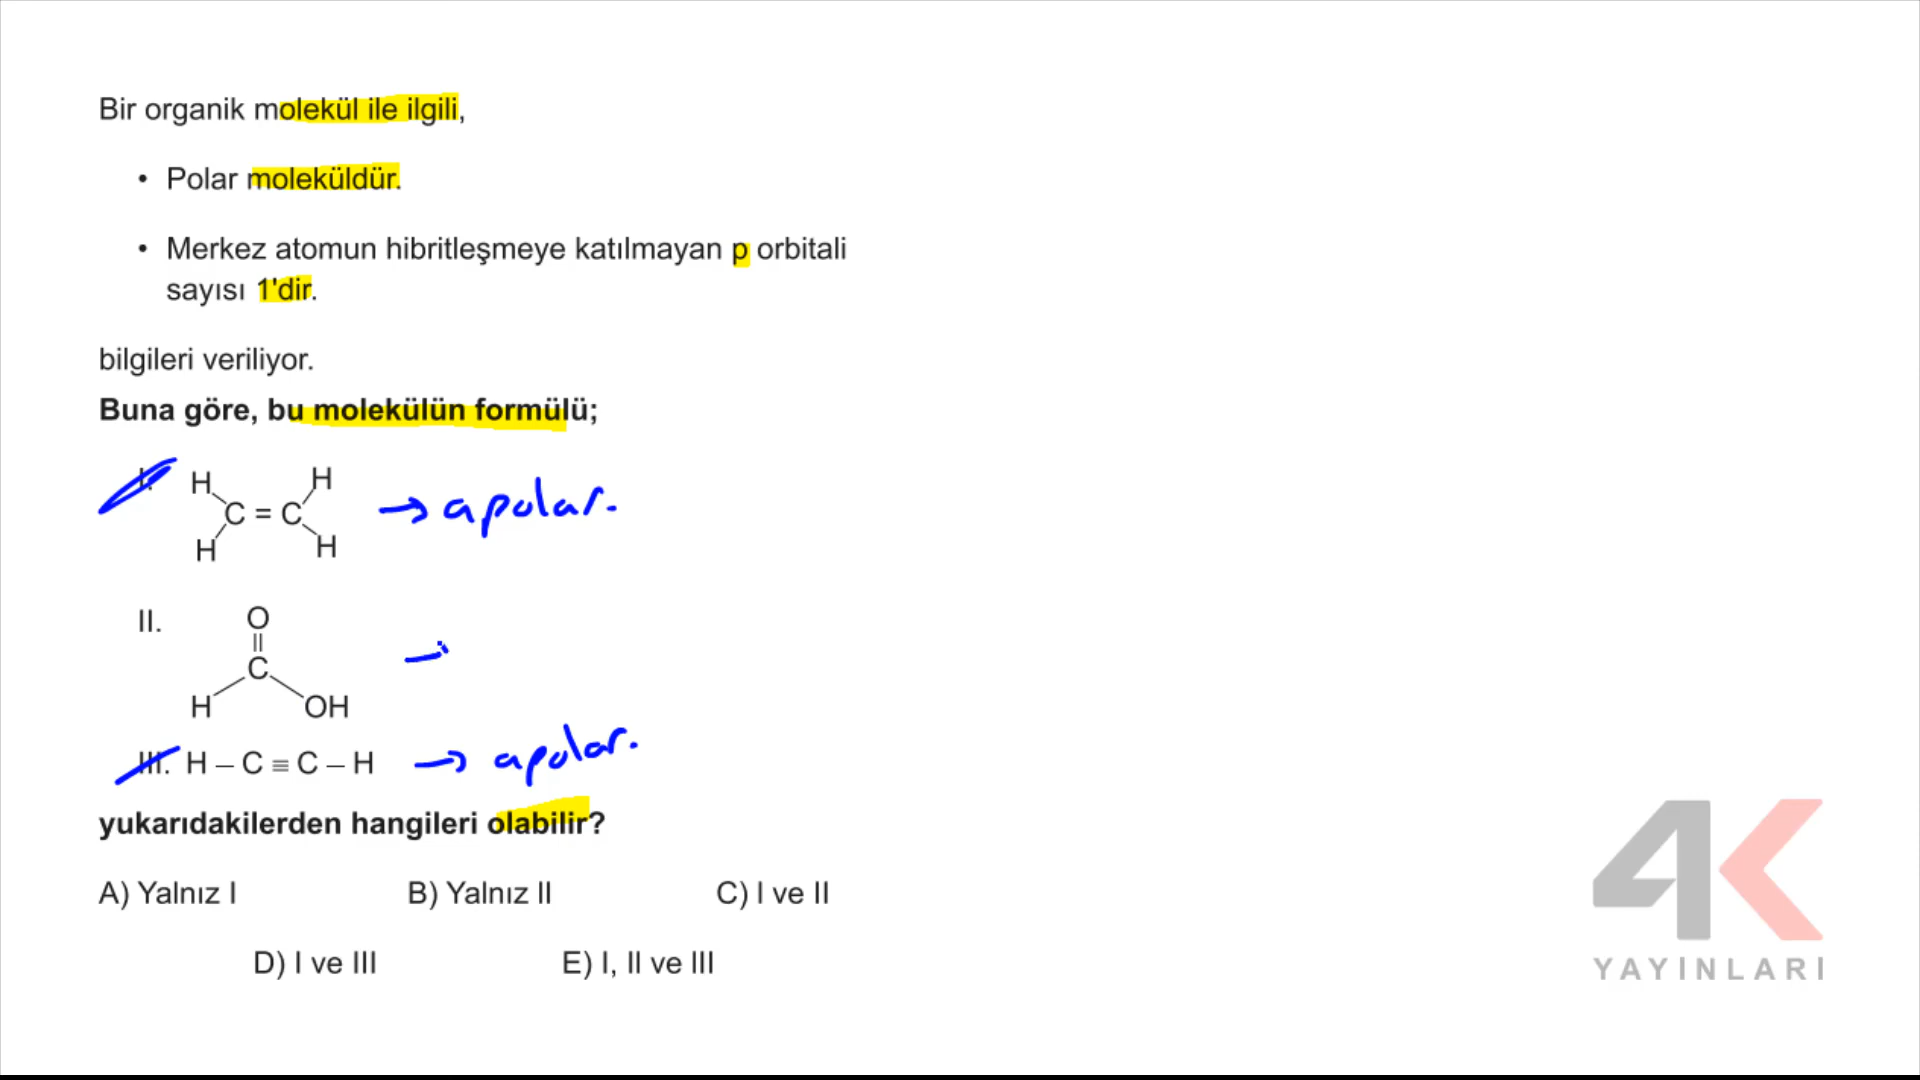 Bir organik molekül ile ilgili,
• Polar moleküldür.
• Merkez atomun hibritleşmeye katılmayan p orbitali
sayısı 1'dir.
bilgileri veriliyor.
Buna göre, bu molekülün formülü;
I. H H
C = C → apolar.
H H
II. O
||
C
H OH
III. H – C ≡ C – H → apolar.
yukarıdakilerden hangileri olabilir?
A) Yalnız I B) Yalnız II C) I ve II
D) I ve III E) I, II ve III
4K
YAYINLARI